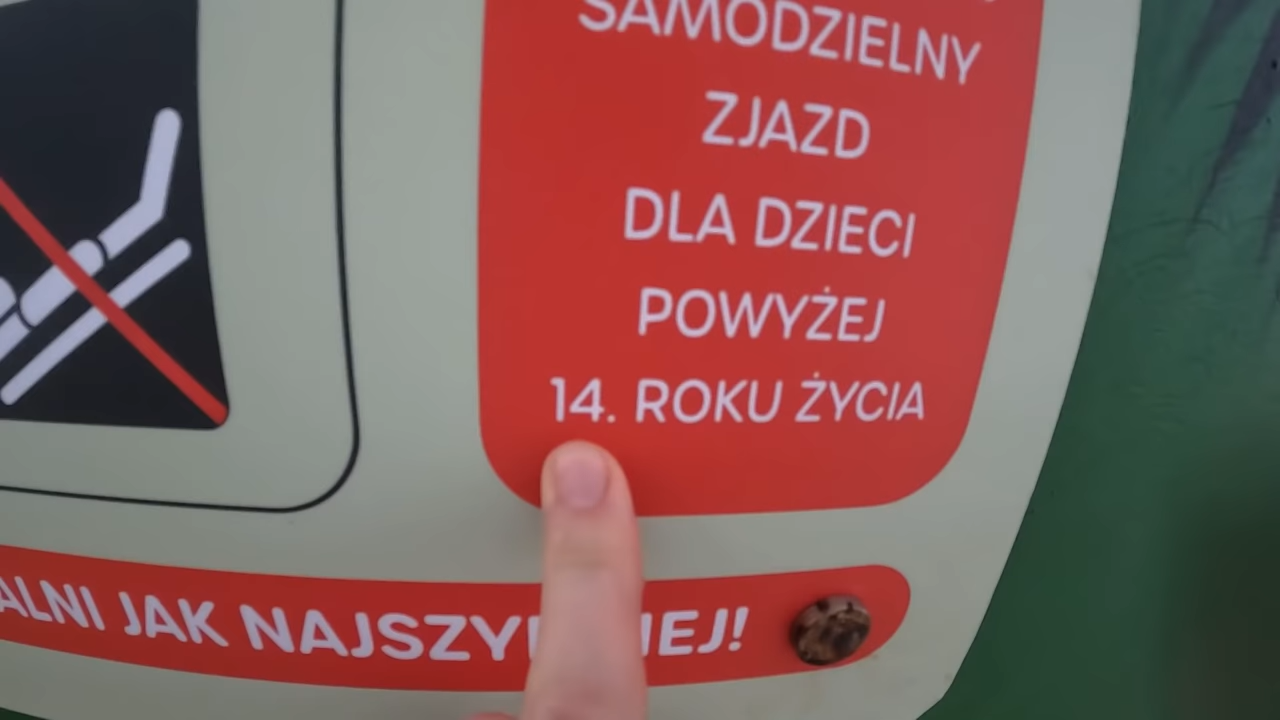 SAMODZIELNY
ZJAZD
DLA DZIECI
POWYŻEJ
14. ROKU ŻYCIA
JAK